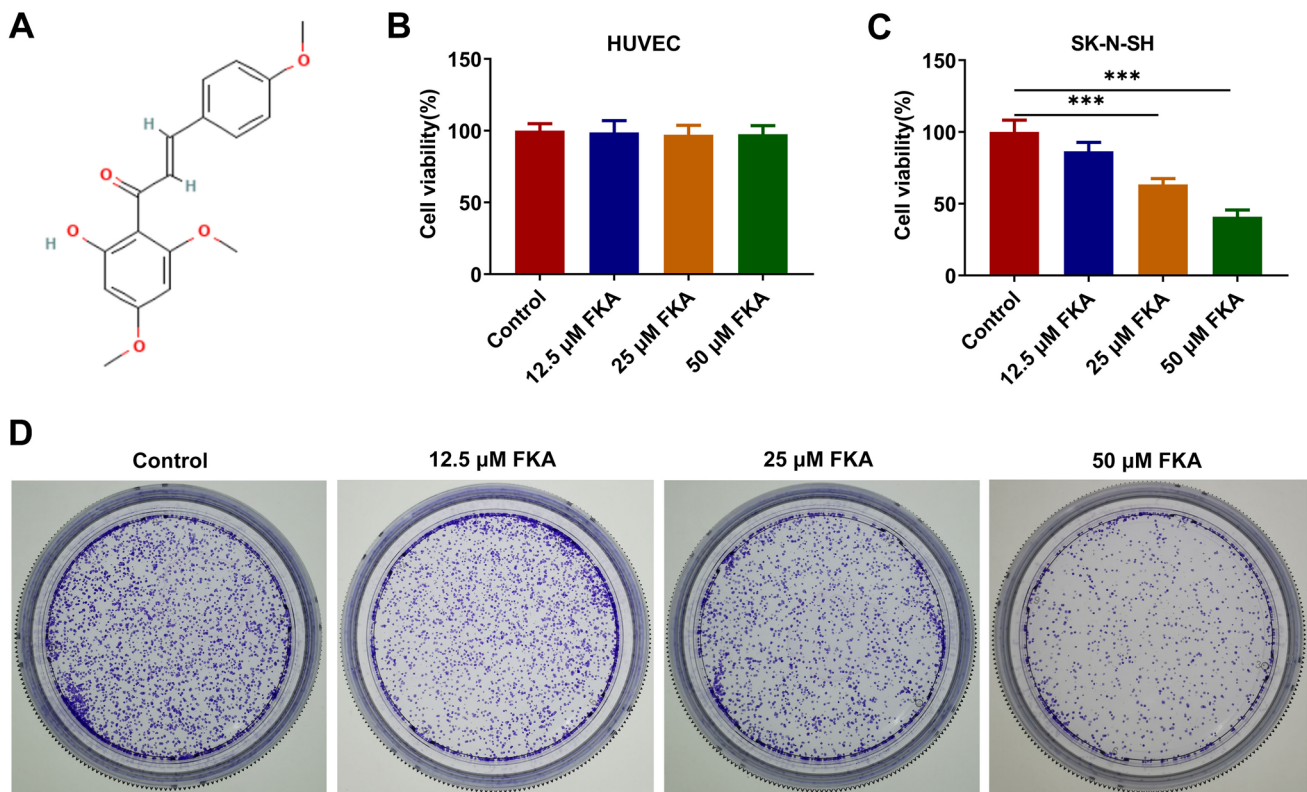 A
O
H
H
O
O
H
O
O
B
HUVEC
Cell viability(%)
150
100
50
0
Control
12.5 µM FKA
25 µM FKA
50 µM FKA
C
SK-N-SH
Cell viability(%)
150
100
50
0
***
***
Control
12.5 µM FKA
25 µM FKA
50 µM FKA
D
Control
12.5 µM FKA
25 µM FKA
50 µM FKA